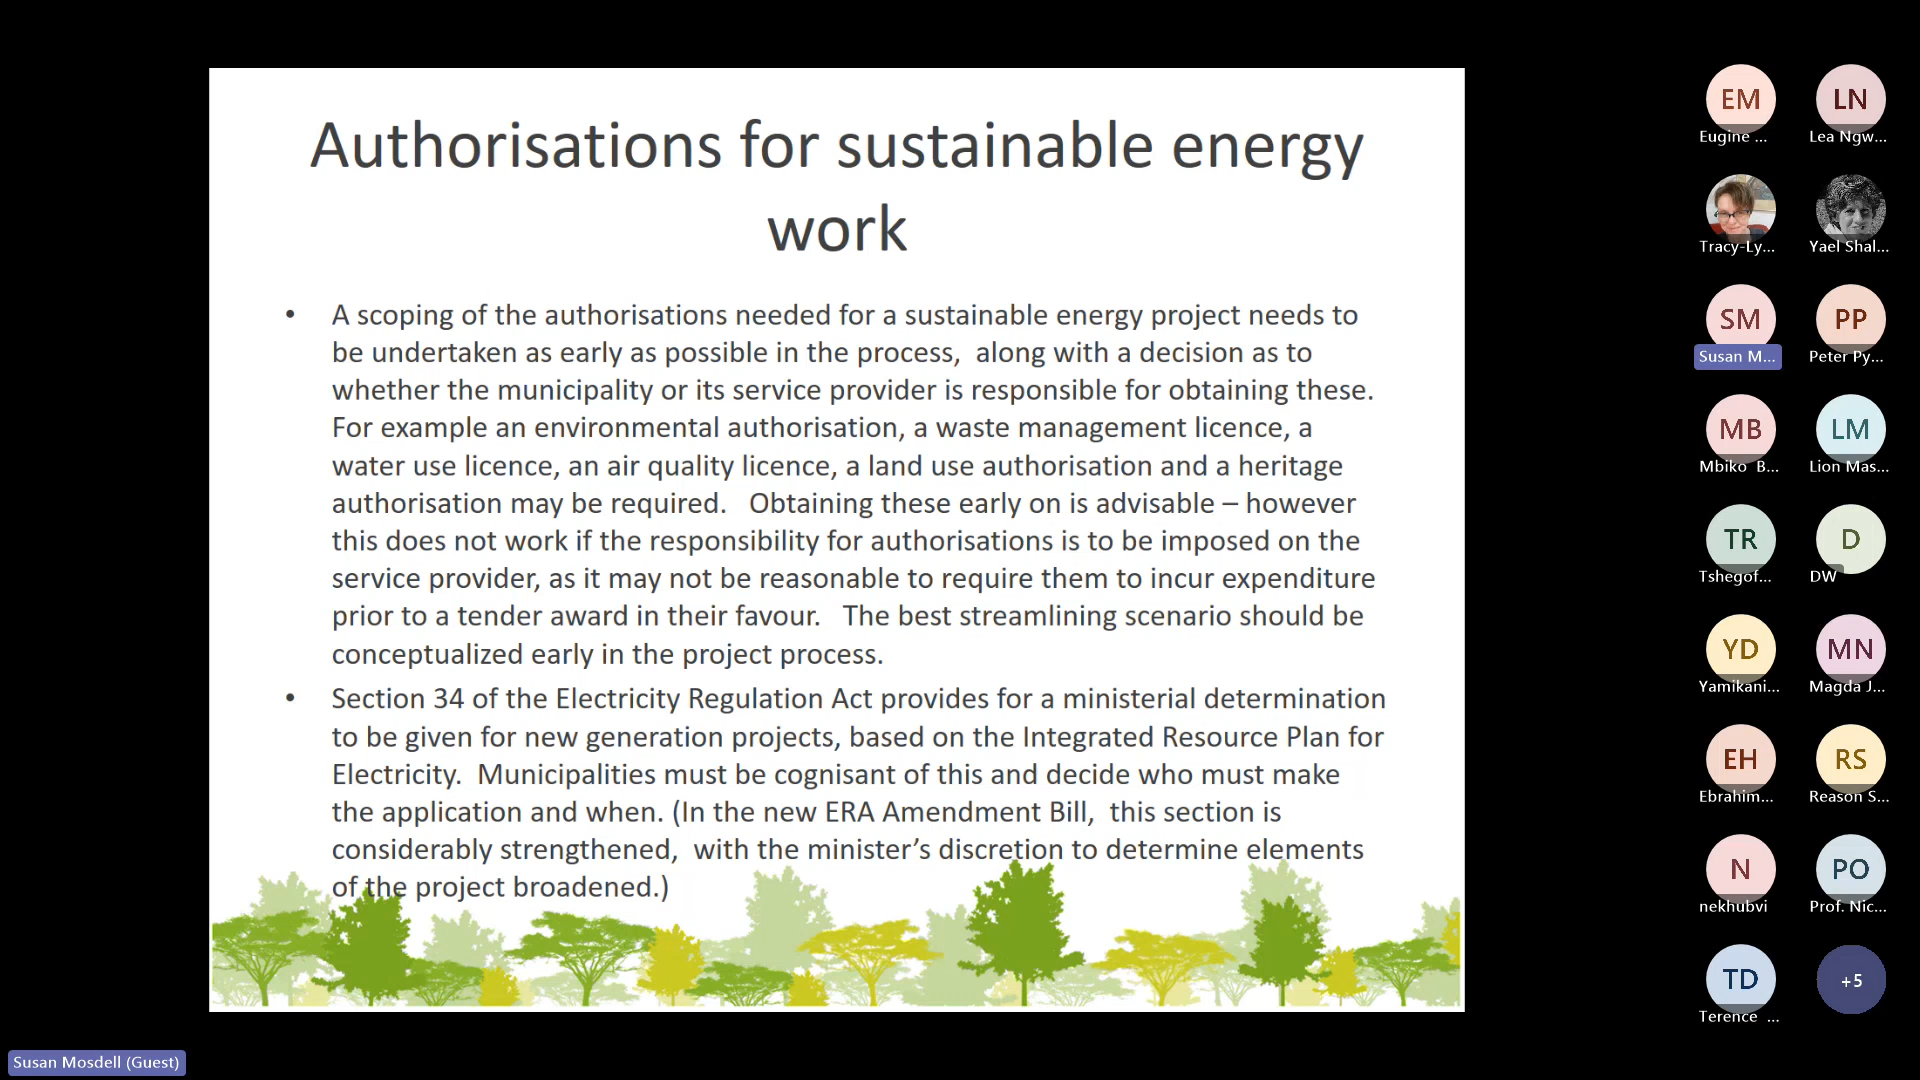 Authorisations for sustainable energy
work
• A scoping of the authorisations needed for a sustainable energy project needs to
be undertaken as early as possible in the process,  along with a decision as to
whether the municipality or its service provider is responsible for obtaining these.
For example an environmental authorisation, a waste management licence, a
water use licence, an air quality licence, a land use authorisation and a heritage
authorisation may be required.   Obtaining these early on is advisable – however
this does not work if the responsibility for authorisations is to be imposed on the
service provider, as it may not be reasonable to require them to incur expenditure
prior to a tender award in their favour.   The best streamlining scenario should be
conceptualized early in the project process.
• Section 34 of the Electricity Regulation Act provides for a ministerial determination
to be given for new generation projects, based on the Integrated Resource Plan for
Electricity.  Municipalities must be cognisant of this and decide who must make
the application and when. (In the new ERA Amendment Bill,  this section is
considerably strengthened,  with the minister’s discretion to determine elements
of the project broadened.)
EM
Eugine ...
LN
Lea Ngw...
Tracy-Ly...
Yael Shal...
SM
Susan M...
PP
Peter Py...
MB
Mbiko  B...
LM
Lion Mas...
TR
Tshegof...
D
DW
YD
Yamikani...
MN
Magda J...
EH
Ebrahim...
RS
Reason S...
N
nekhubvi
PO
Prof. Nic...
TD
Terence  ...
+5
Susan Mosdell (Guest)